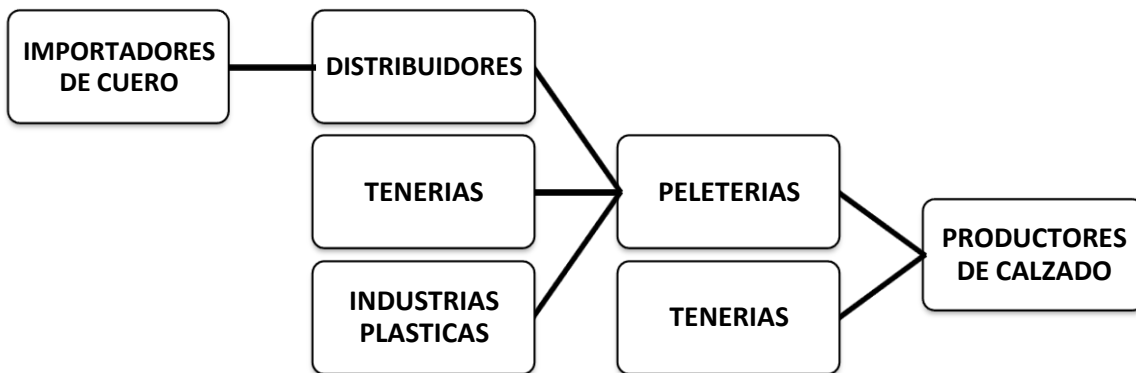 IMPORTADORES
DE CUERO
DISTRIBUIDORES
TENERIAS
INDUSTRIAS
PLASTICAS
PELETERIAS
TENERIAS
PRODUCTORES
DE CALZADO